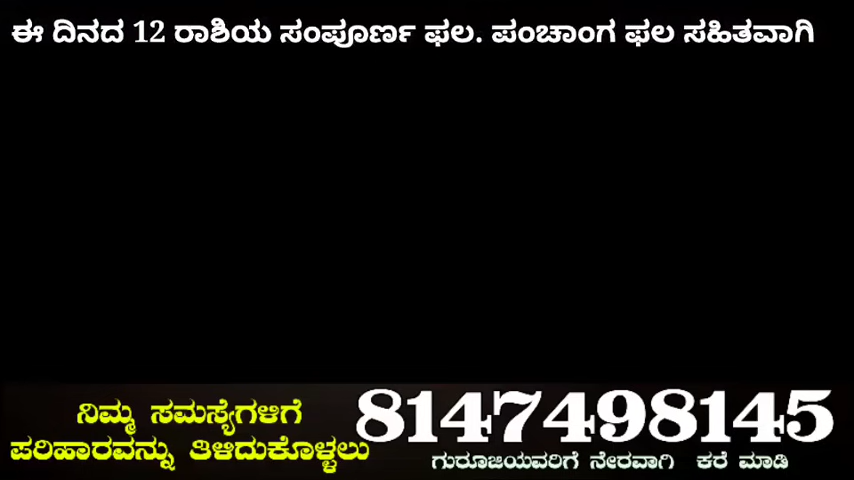 ಈ ದಿನದ 12 ರಾಶಿಯ ಸಂಪೂರ್ಣ ಫಲ. ಪಂಚಾಂಗ ಫಲ ಸಹಿತವಾಗಿ
ನಿಮ್ಮ ಸಮಸ್ಯೆಗಳಿಗೆ
ಪರಿಹಾರವನ್ನು ತಿಳಿದುಕೊಳ್ಳಲು
8147498145
ಗುರೂಜಿಯವರಿಗೆ ನೇರವಾಗಿ ಕರೆ ಮಾಡಿ